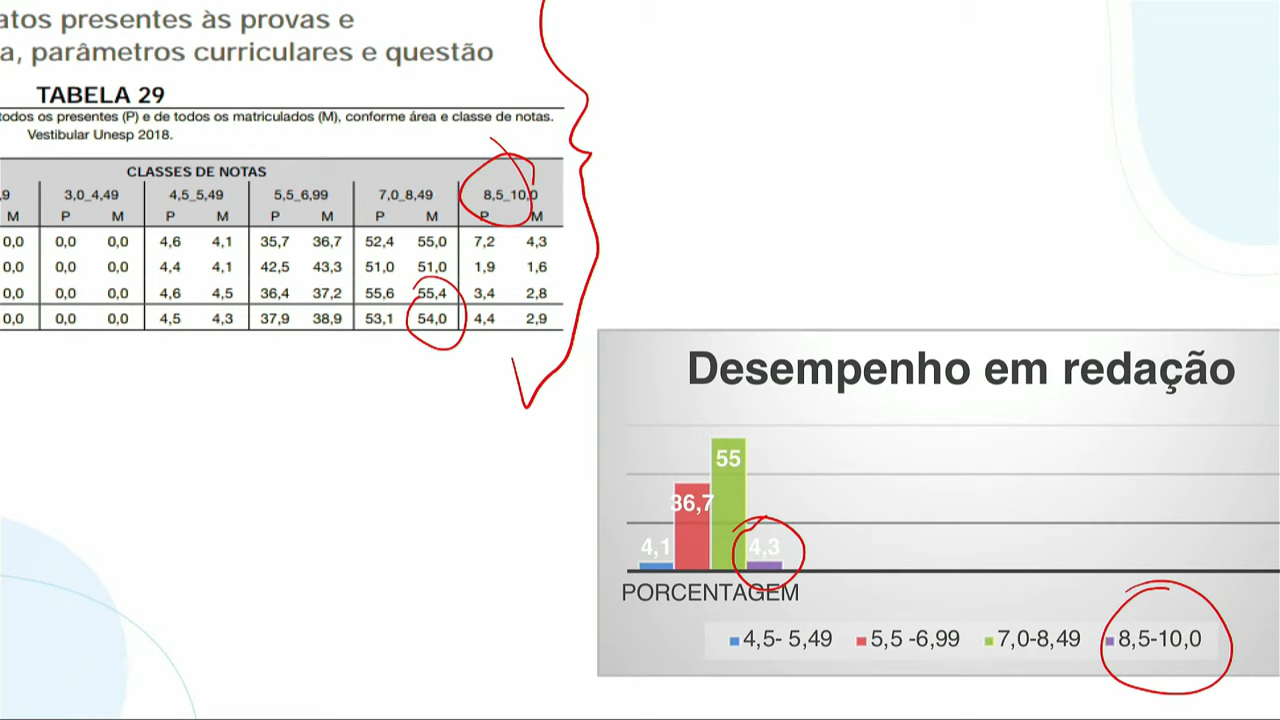 atos presentes às provas e
a, parâmetros curriculares e questão
TABELA 29
todos os presentes (P) e de todos os matriculados (M), conforme área e classe de notas.
Vestibular Unesp 2018.
CLASSES DE NOTAS
,9 3,0_4,49 4,5_5,49 5,5_6,99 7,0_8,49 8,5_10,0
M P M P M P M P M P M
0,0 0,0 0,0 4,6 4,1 35,7 36,7 52,4 55,0 7,2 4,3
0,0 0,0 0,0 4,4 4,1 42,5 43,3 51,0 51,0 1,9 1,6
0,0 0,0 0,0 4,6 4,5 36,4 37,2 55,6 55,4 3,4 2,8
0,0 0,0 0,0 4,5 4,3 37,9 38,9 53,1 54,0 4,4 2,9
Desempenho em redação
55
36,7
4,1 4,3
PORCENTAGEM
4,5- 5,49 5,5 -6,99 7,0-8,49 8,5-10,0